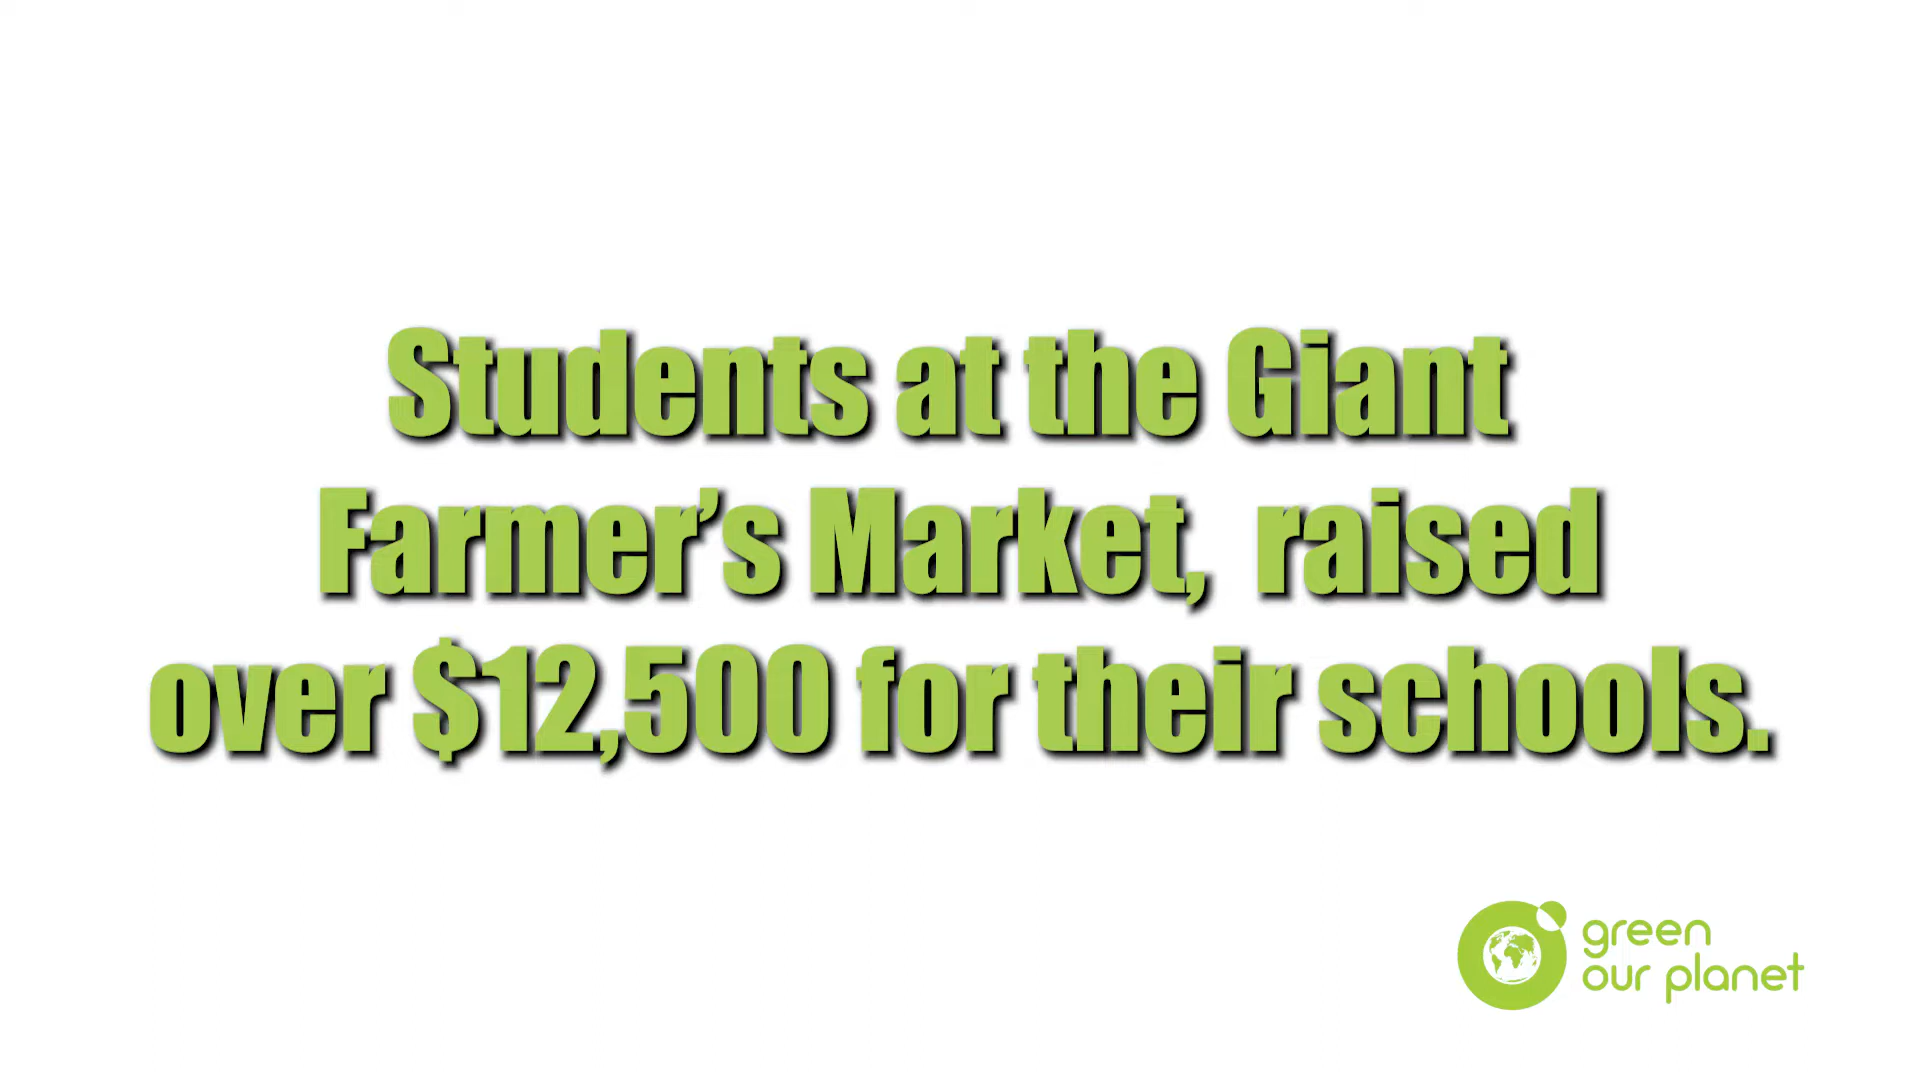 Students at the Giant
Farmer’s Market,  raised
over $12,500 for their schools.
green
our planet